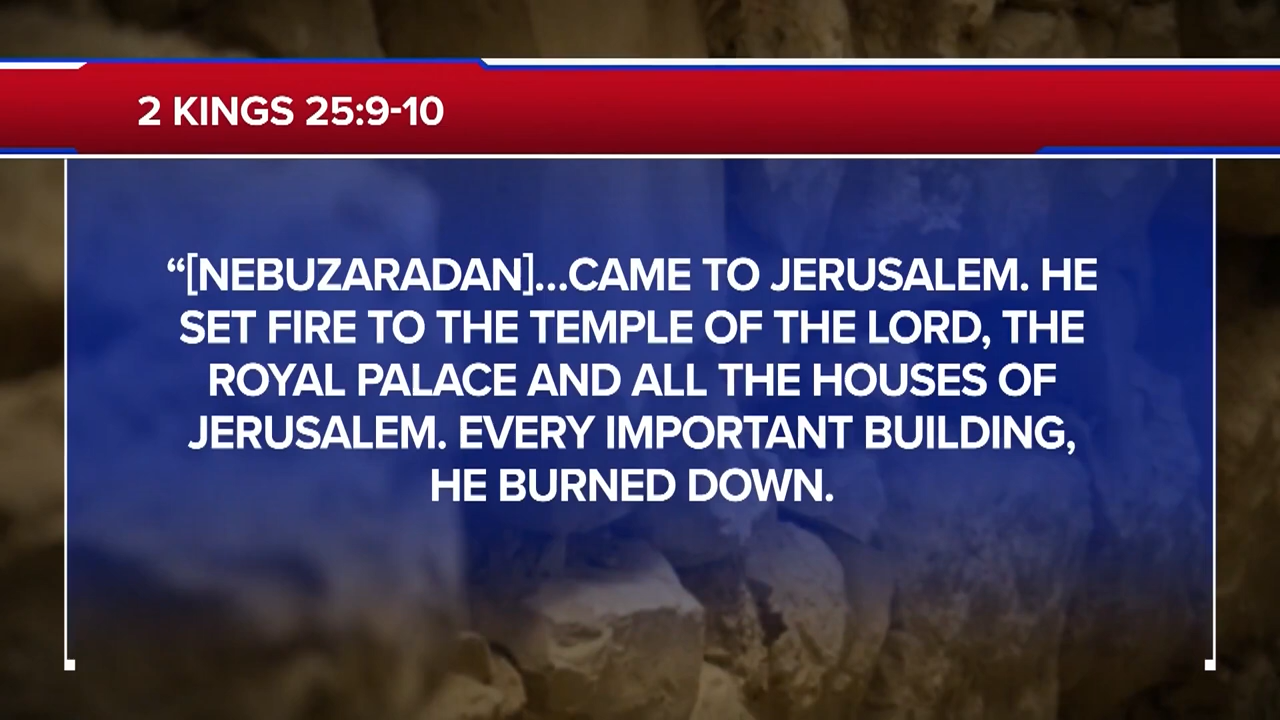 2 KINGS 25:9-10
“[NEBUZARADAN]...CAME TO JERUSALEM. HE
SET FIRE TO THE TEMPLE OF THE LORD, THE
ROYAL PALACE AND ALL THE HOUSES OF
JERUSALEM. EVERY IMPORTANT BUILDING,
HE BURNED DOWN.